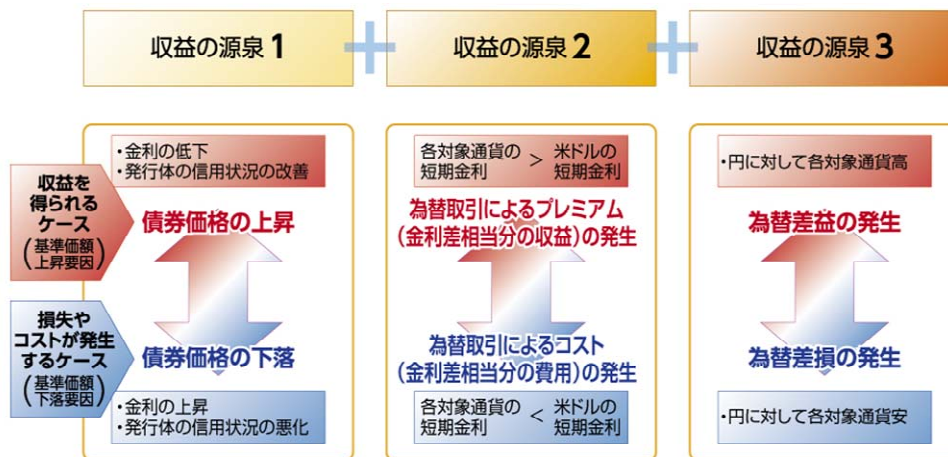 収益の源泉 1
+
収益の源泉 2
+
収益の源泉 3
収益を
得られる
ケース
(基準価額
上昇要因)
・金利の低下
・発行体の信用状況の改善
債券価格の上昇
各対象通貨の
短期金利
>
米ドルの
短期金利
為替取引によるプレミアム
(金利差相当分の収益)の発生
・円に対して各対象通貨高
為替差益の発生
損失や
コストが発生
するケース
(基準価額
下落要因)
債券価格の下落
・金利の上昇
・発行体の信用状況の悪化
為替取引によるコスト
(金利差相当分の費用)の発生
各対象通貨の
短期金利
<
米ドルの
短期金利
為替差損の発生
・円に対して各対象通貨安